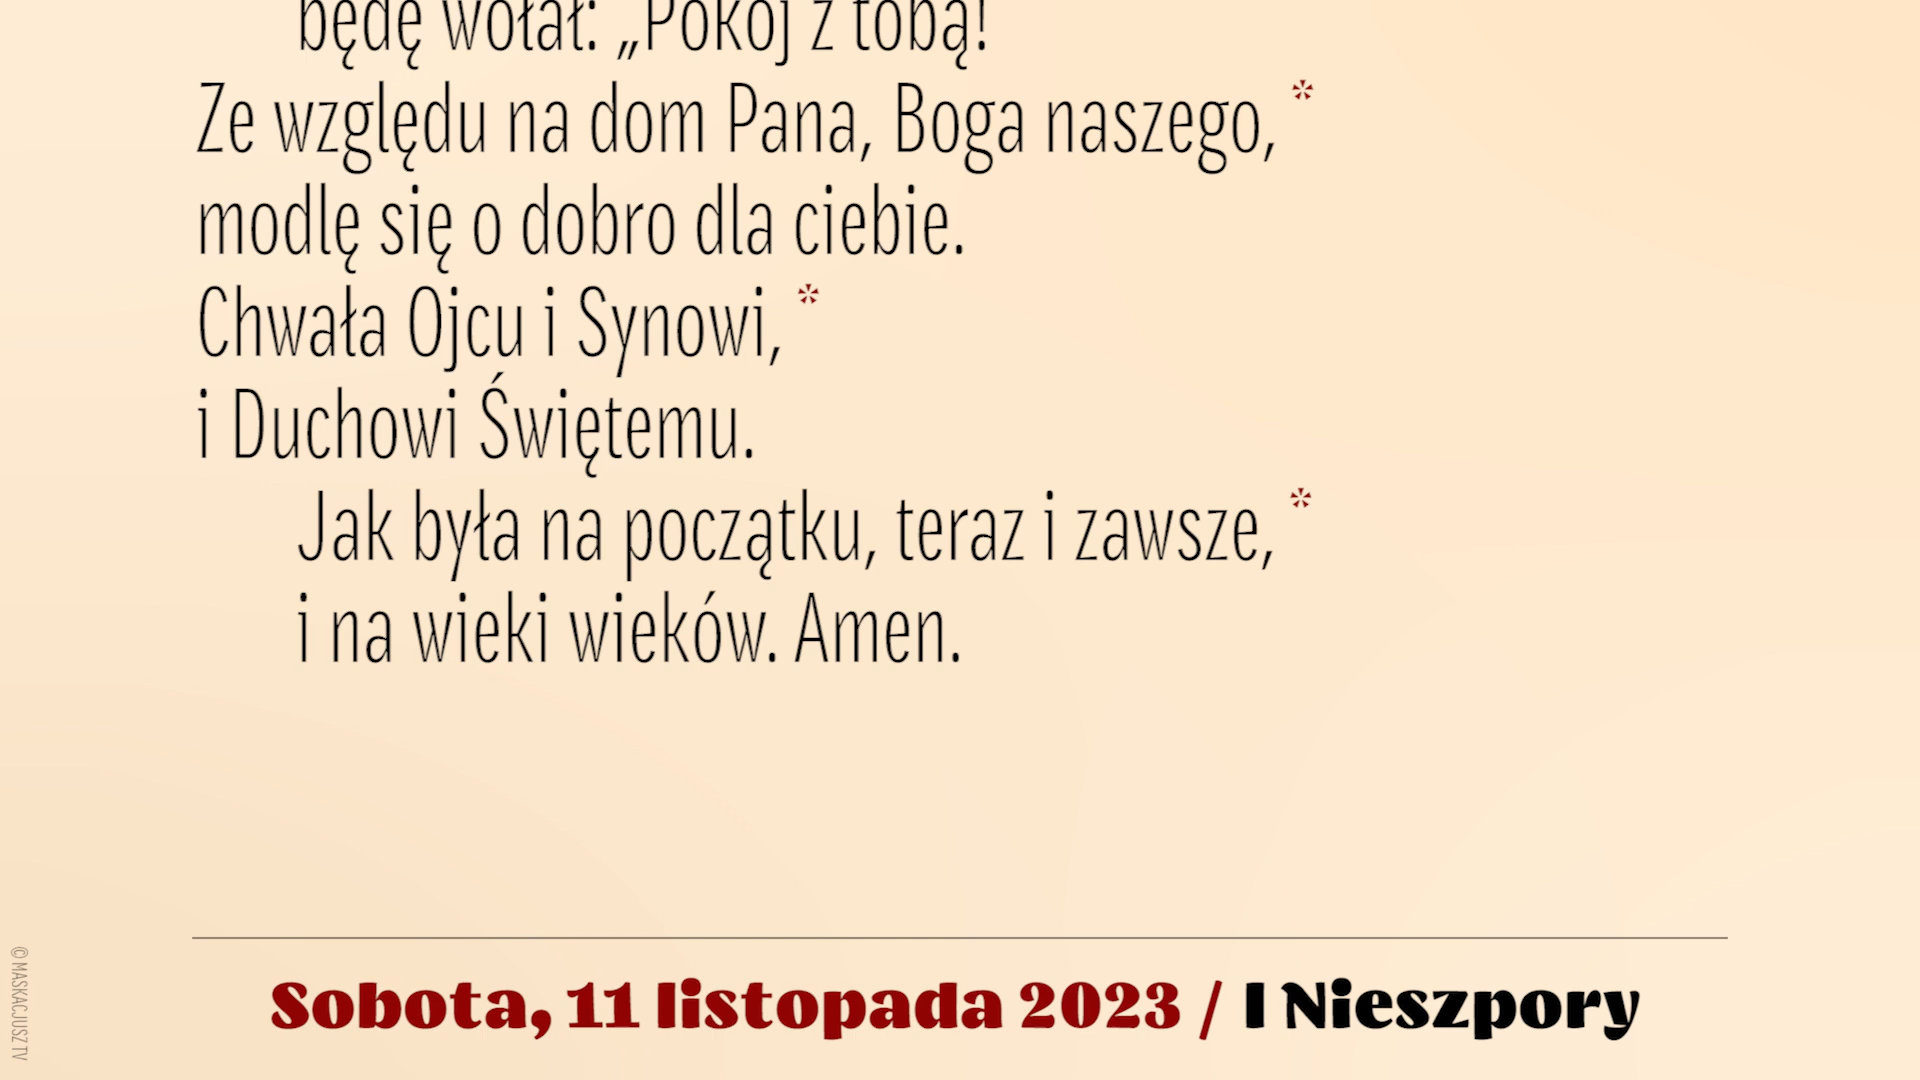 będę wołał: „Pokój z tobą!
Ze względu na dom Pana, Boga naszego, *
modlę się o dobro dla ciebie.
Chwała Ojcu i Synowi, *
i Duchowi Świętemu.
Jak była na początku, teraz i zawsze, *
i na wieki wieków. Amen.
Sobota, 11 listopada 2023 / I Nieszpory
© MASKACJUSZ TV